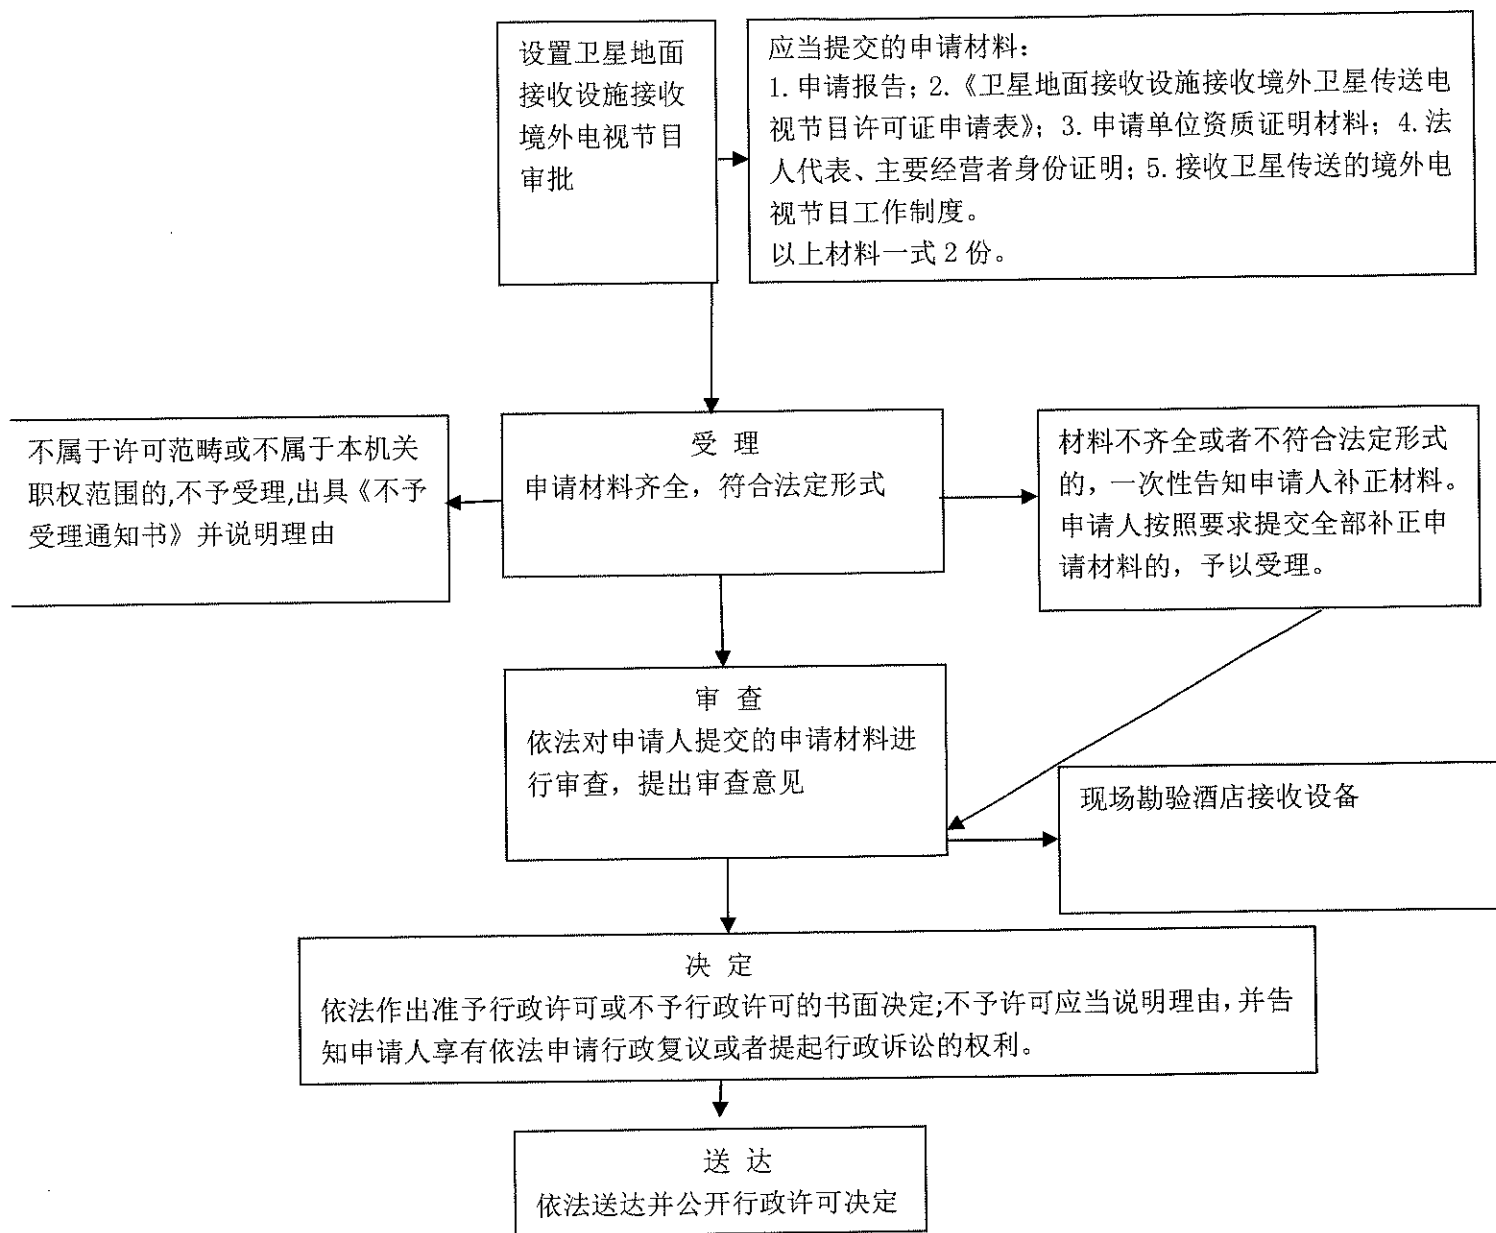 设置卫星地面
接收设施接收
境外电视节目
审批
应当提交的申请材料：
1.申请报告；2.《卫星地面接收设施接收境外卫星传送电
视节目许可证申请表》；3.申请单位资质证明材料；4.法
人代表、主要经营者身份证明；5.接收卫星传送的境外电
视节目工作制度。
以上材料一式2份。
不属于许可范畴或不属于本机关
职权范围的,不予受理,出具《不予
受理通知书》并说明理由
受 理
申请材料齐全，符合法定形式
材料不齐全或者不符合法定形式
的，一次性告知申请人补正材料。
申请人按照要求提交全部补正申
请材料的，予以受理。
审 查
依法对申请人提交的申请材料进
行审查，提出审查意见
现场勘验酒店接收设备
决 定
依法作出准予行政许可或不予行政许可的书面决定;不予许可应当说明理由,并告
知申请人享有依法申请行政复议或者提起行政诉讼的权利。
送 达
依法送达并公开行政许可决定